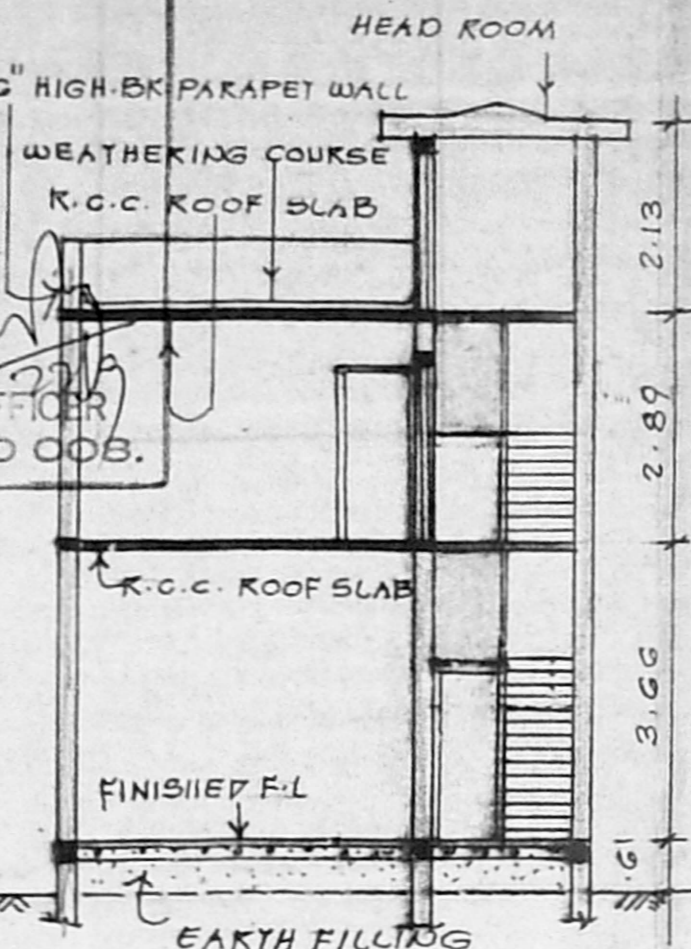 HEAD ROOM
HIGH·BK·PARAPET WALL
WEATHERING COURSE
R.C.C. ROOF SLAB
2.13
2.89
008.
R.C.C. ROOF SLAB
3.66
FINISHED F.L
.61
EARTH FILLING